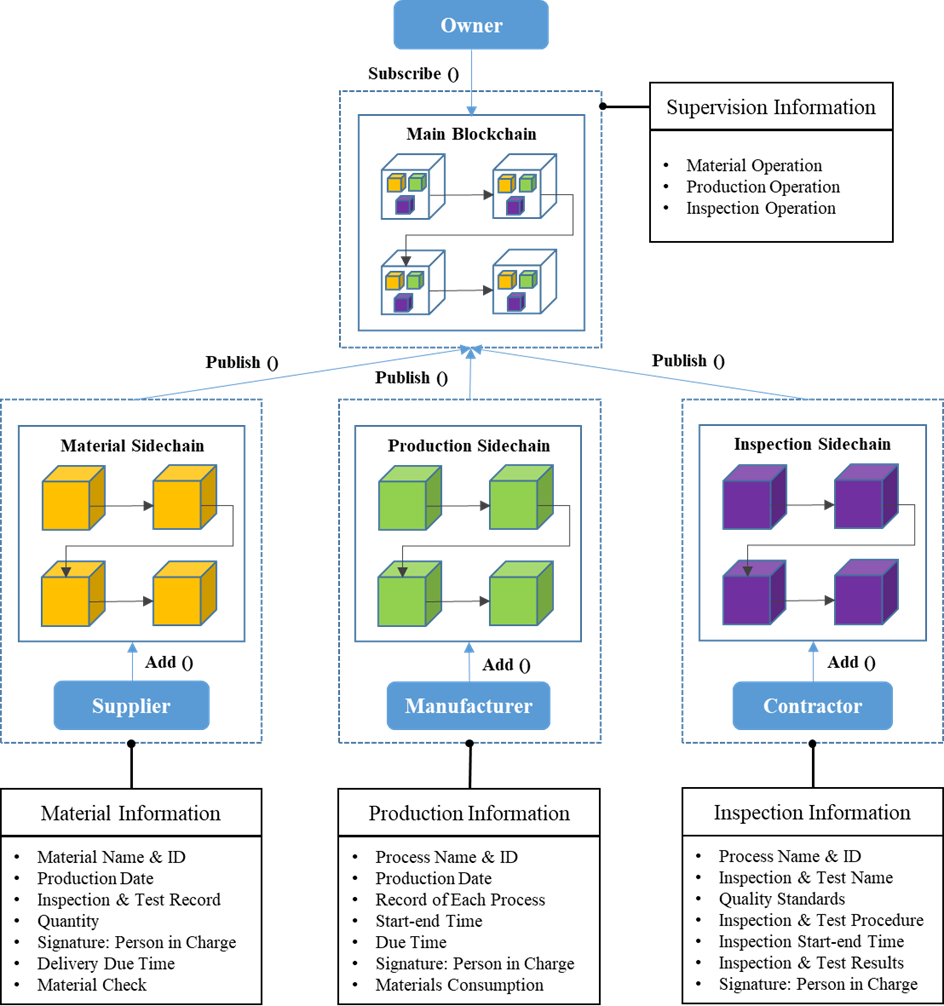 Owner
Subscribe ()
Main Blockchain
Supervision Information
• Material Operation
• Production Operation
• Inspection Operation
Publish ()
Publish ()
Publish ()
Material Sidechain
Add ()
Supplier
Production Sidechain
Add ()
Manufacturer
Inspection Sidechain
Add ()
Contractor
Material Information
• Material Name & ID
• Production Date
• Inspection & Test Record
• Quantity
• Signature: Person in Charge
• Delivery Due Time
• Material Check
Production Information
• Process Name & ID
• Production Date
• Record of Each Process
• Start-end Time
• Due Time
• Signature: Person in Charge
• Materials Consumption
Inspection Information
• Process Name & ID
• Inspection & Test Name
• Quality Standards
• Inspection & Test Procedure
• Inspection Start-end Time
• Inspection & Test Results
• Signature: Person in Charge